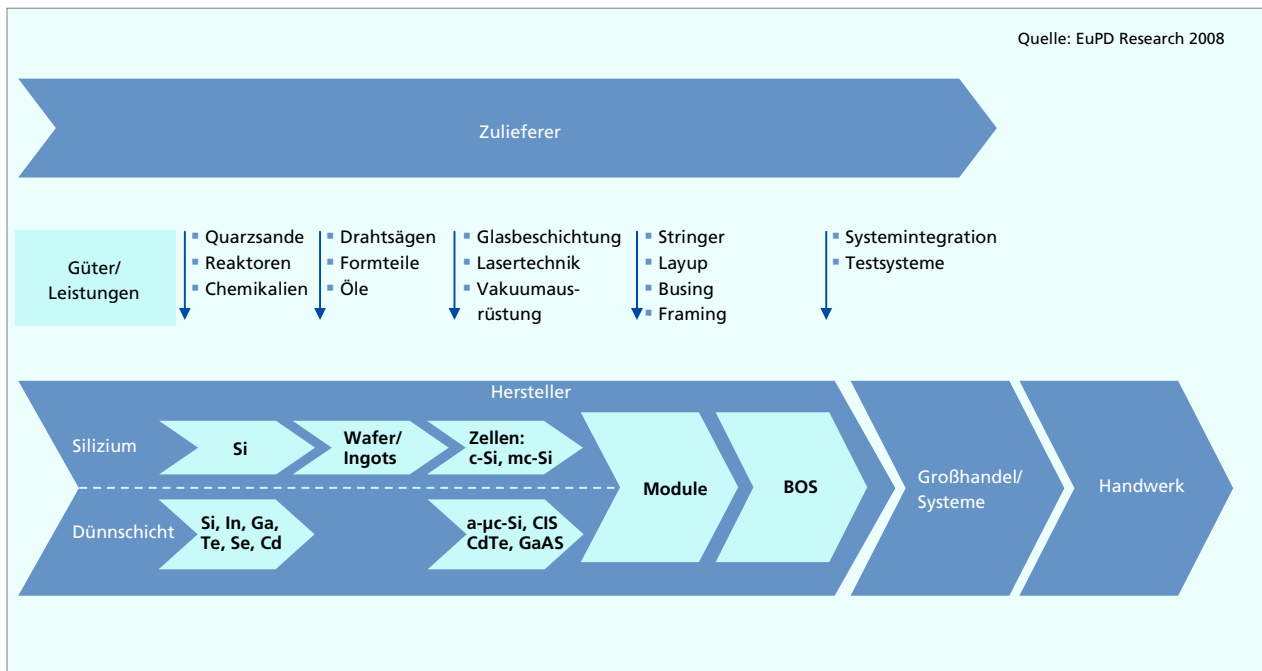 Quelle: EuPD Research 2008
Zulieferer
Güter/
Leistungen
▪ Quarzsande
▪ Reaktoren
▪ Chemikalien
▪ Drahtsägen
▪ Formteile
▪ Öle
▪ Glasbeschichtung
▪ Lasertechnik
▪ Vakuumaus-
rüstung
▪ Stringer
▪ Layup
▪ Busing
▪ Framing
▪ Systemintegration
▪ Testsysteme
Hersteller
Silizium
Si
Wafer/
Ingots
Zellen:
c-Si, mc-Si
Dünnschicht
Si, In, Ga,
Te, Se, Cd
a-µc-Si, CIS
CdTe, GaAS
Module
BOS
Großhandel/
Systeme
Handwerk